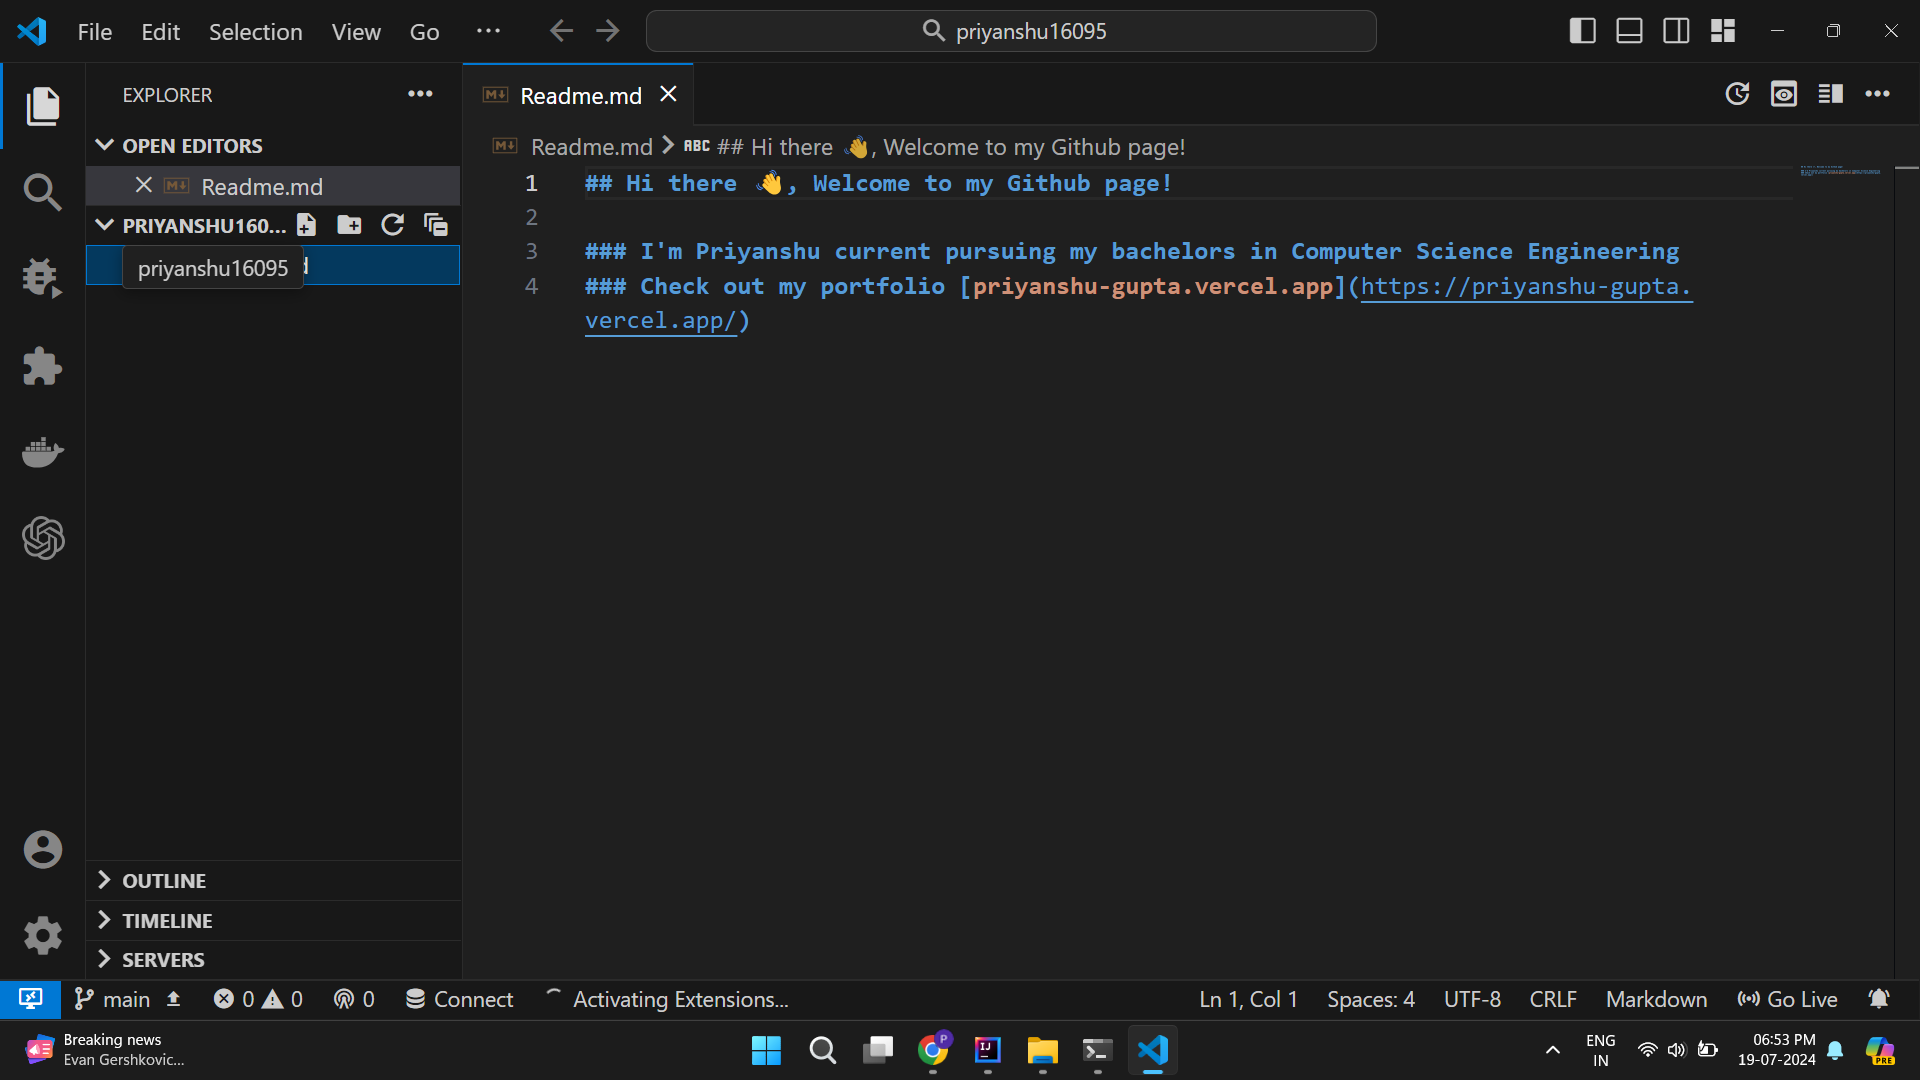 File Edit Selection View Go ··· priyanshu16095
EXPLORER ···
Readme.md
OPEN EDITORS
Readme.md
PRIYANSHU160...
priyanshu16095
Readme.md > ABC ## Hi there 👋, Welcome to my Github page!
1 ## Hi there 👋, Welcome to my Github page!
2
3 ### I'm Priyanshu current pursuing my bachelors in Computer Science Engineering
4 ### Check out my portfolio [priyanshu-gupta.vercel.app](https://priyanshu-gupta.
vercel.app/)
OUTLINE
TIMELINE
SERVERS
main 0 0 0 Connect Activating Extensions... Ln 1, Col 1 Spaces: 4 UTF-8 CRLF Markdown Go Live
Breaking news
Evan Gershkovic...
P
IJ
ENG
IN
06:53 PM
19-07-2024
PRE